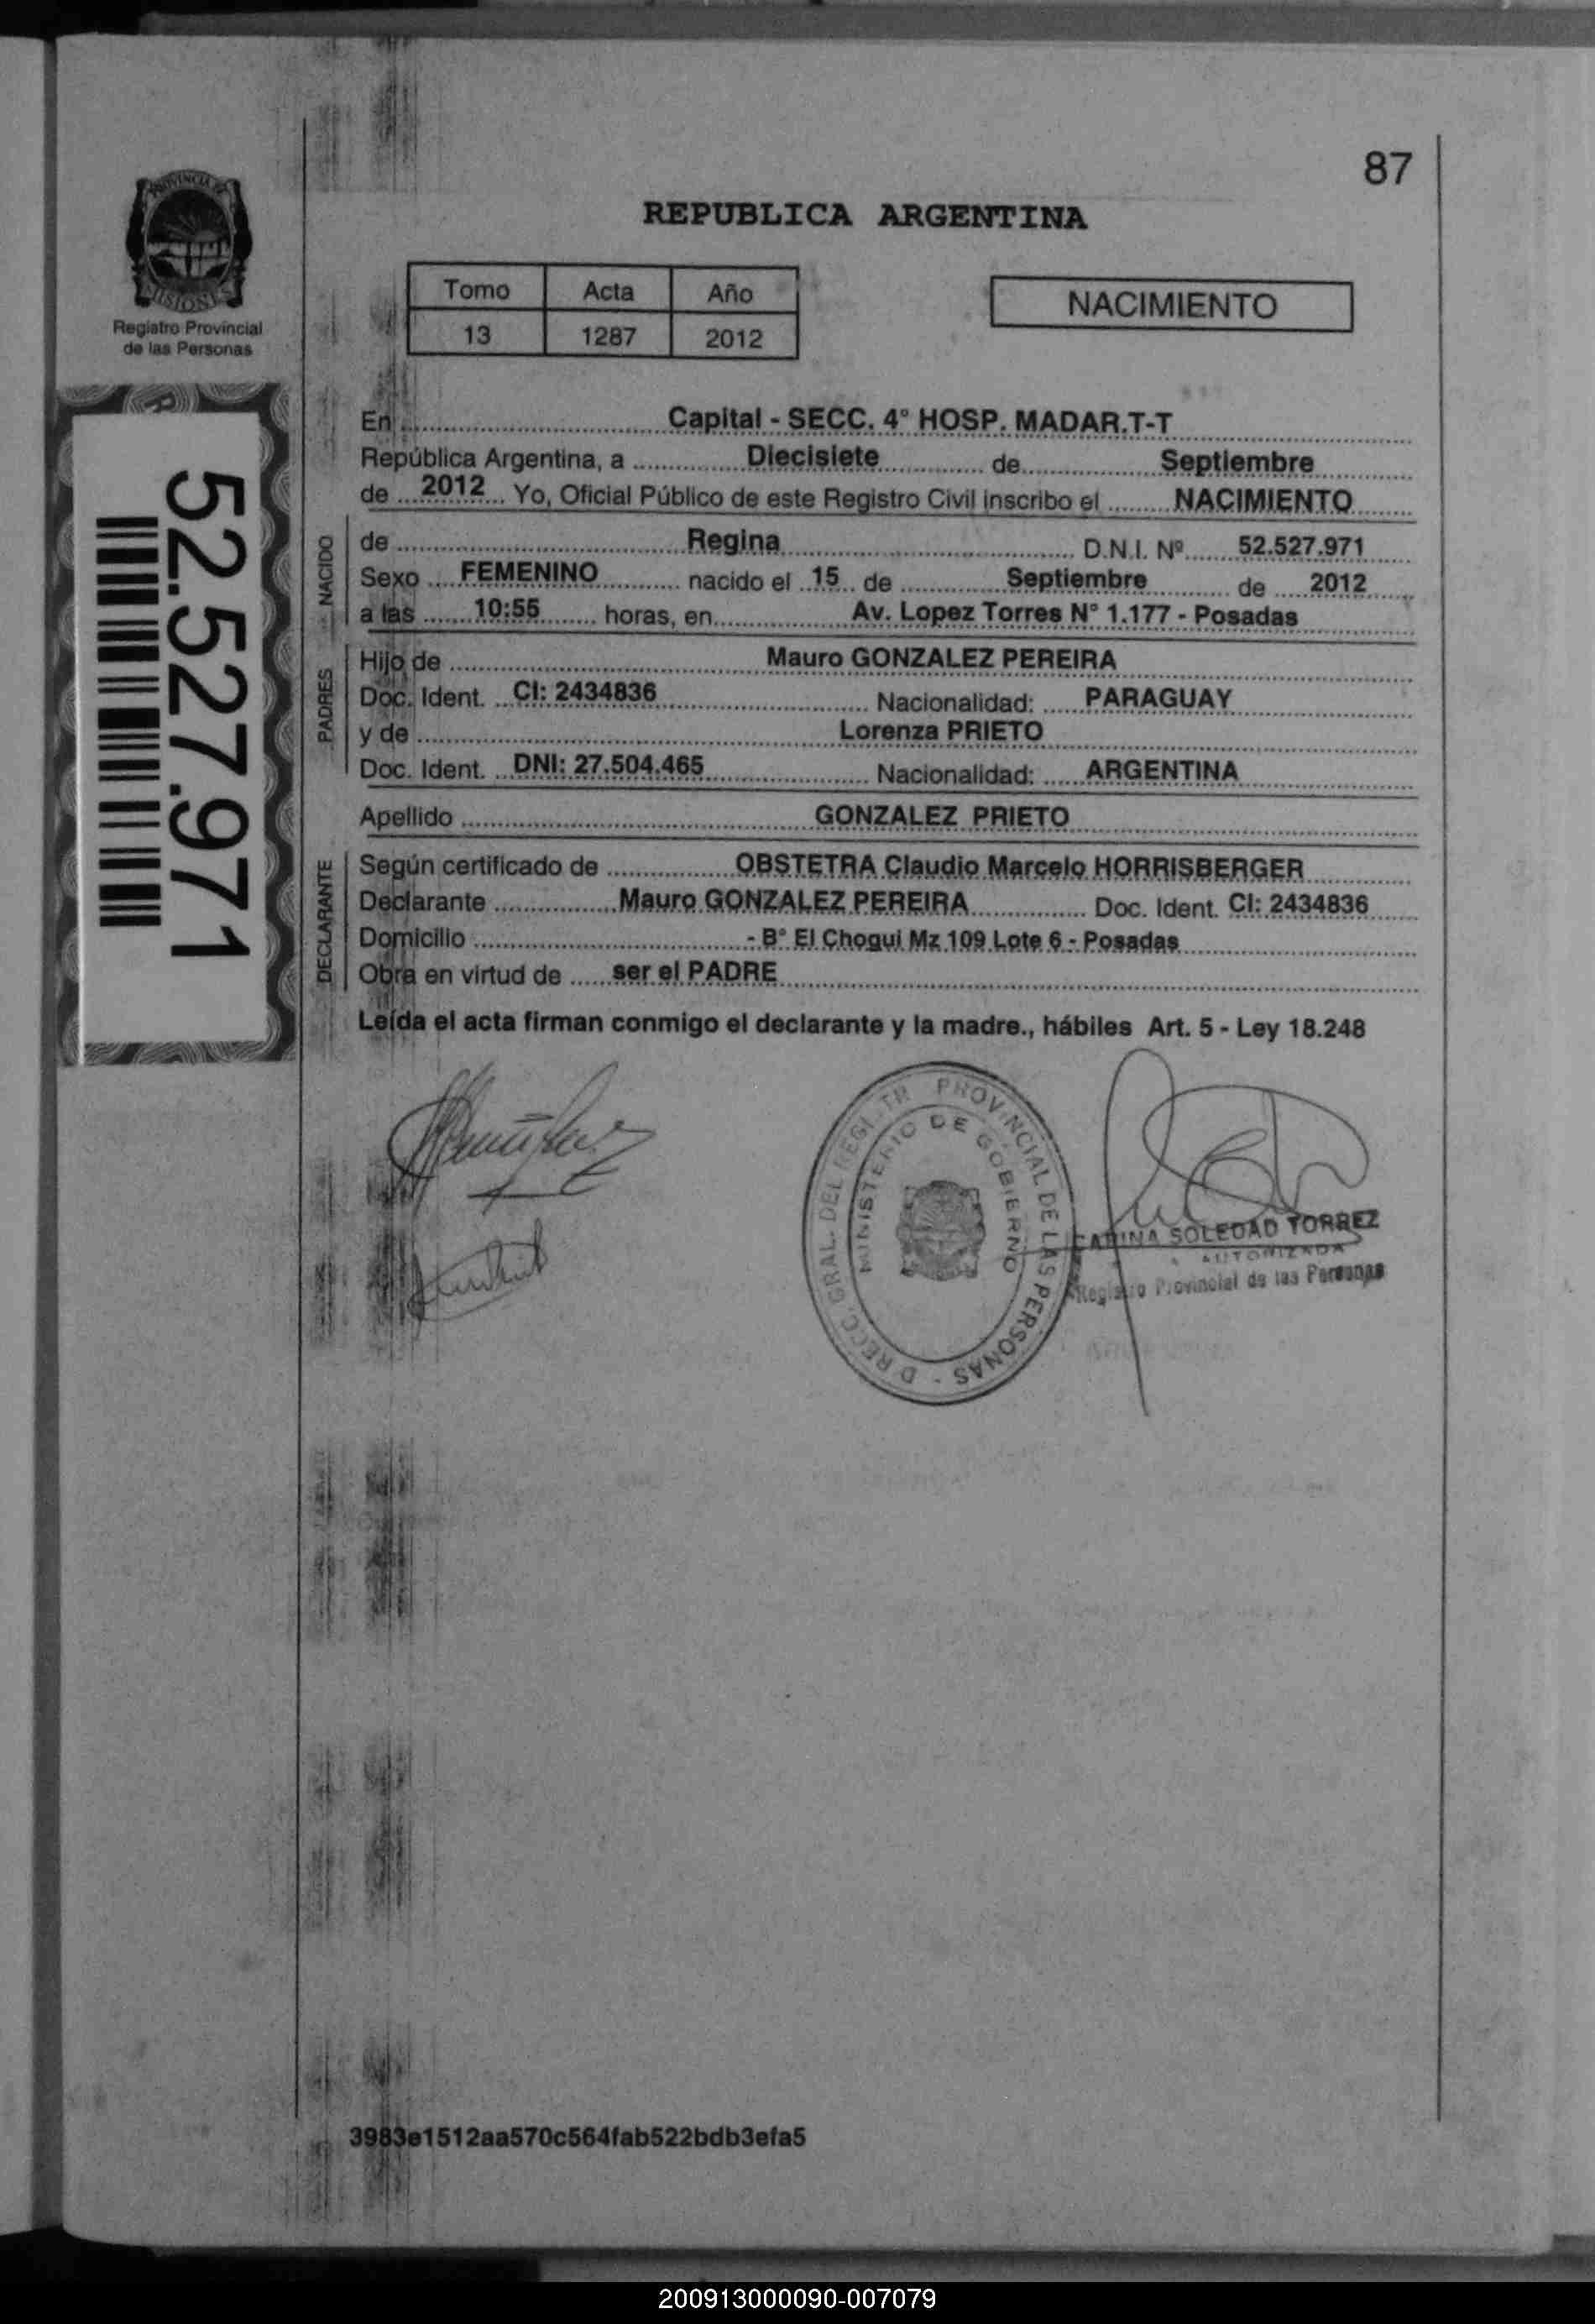 87
REPUBLICA ARGENTINA
PROVINCIA DE
MISIONES
Registro Provincial
de las Personas
Tomo Acta Año
13 1287 2012
NACIMIENTO
52.527.971
En Capital - SECC. 4° HOSP. MADAR.T-T
República Argentina, a Diecisiete de Septiembre
de 2012 Yo, Oficial Público de este Registro Civil inscribo el NACIMIENTO
NACIDO
de Regina D.N.I. Nº 52.527.971
Sexo FEMENINO nacido el 15 de Septiembre de 2012
a las 10:55 horas, en Av. Lopez Torres N° 1.177 - Posadas
PADRES
Hijo de Mauro GONZALEZ PEREIRA
Doc. Ident. CI: 2434836 Nacionalidad: PARAGUAY
y de Lorenza PRIETO
Doc. Ident. DNI: 27.504.465 Nacionalidad: ARGENTINA
Apellido GONZALEZ PRIETO
DECLARANTE
Según certificado de OBSTETRA Claudio Marcelo HORRISBERGER
Declarante Mauro GONZALEZ PEREIRA Doc. Ident. CI: 2434836
Domicilio - B° El Chogui Mz 109 Lote 6 - Posadas
Obra en virtud de ser el PADRE
Leída el acta firman conmigo el declarante y la madre., hábiles Art. 5 - Ley 18.248
PROVINCIAL DE LAS PERSONAS
MINISTERIO DE GOBIERNO
SOLEDAD TORREZ
AUTORIZADA
Registro Provincial de las Personas
3983e1512aa570c564fab522bdb3efa5
200913000090-007079